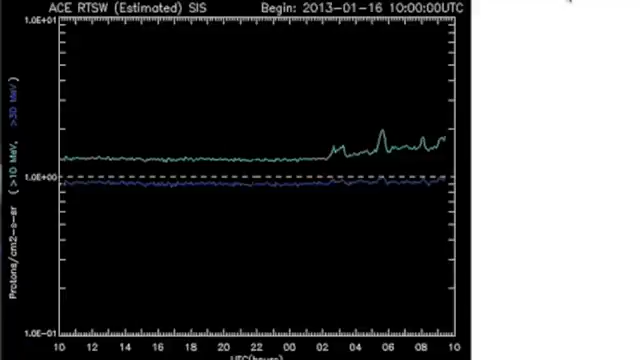 ACE RTSW (Estimated) SIS Begin: 2013-01-16 10:00:00UTC
1.0E+01
1.0E+00
1.0E-01
Protons/cm2-s-sr ( >10 MeV, >30 MeV)
10 12 14 16 18 20 22 00 02 04 06 08 10
UTC(hours)